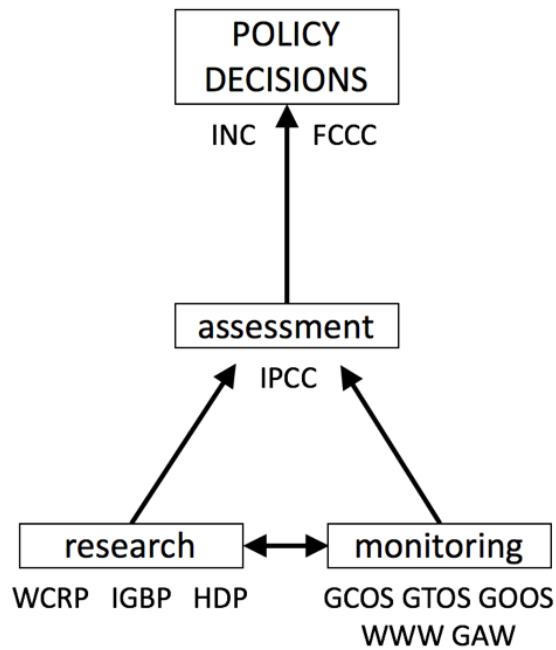 POLICY
DECISIONS
INC FCCC
assessment
IPCC
research monitoring
WCRP IGBP HDP GCOS GTOS GOOS
WWW GAW